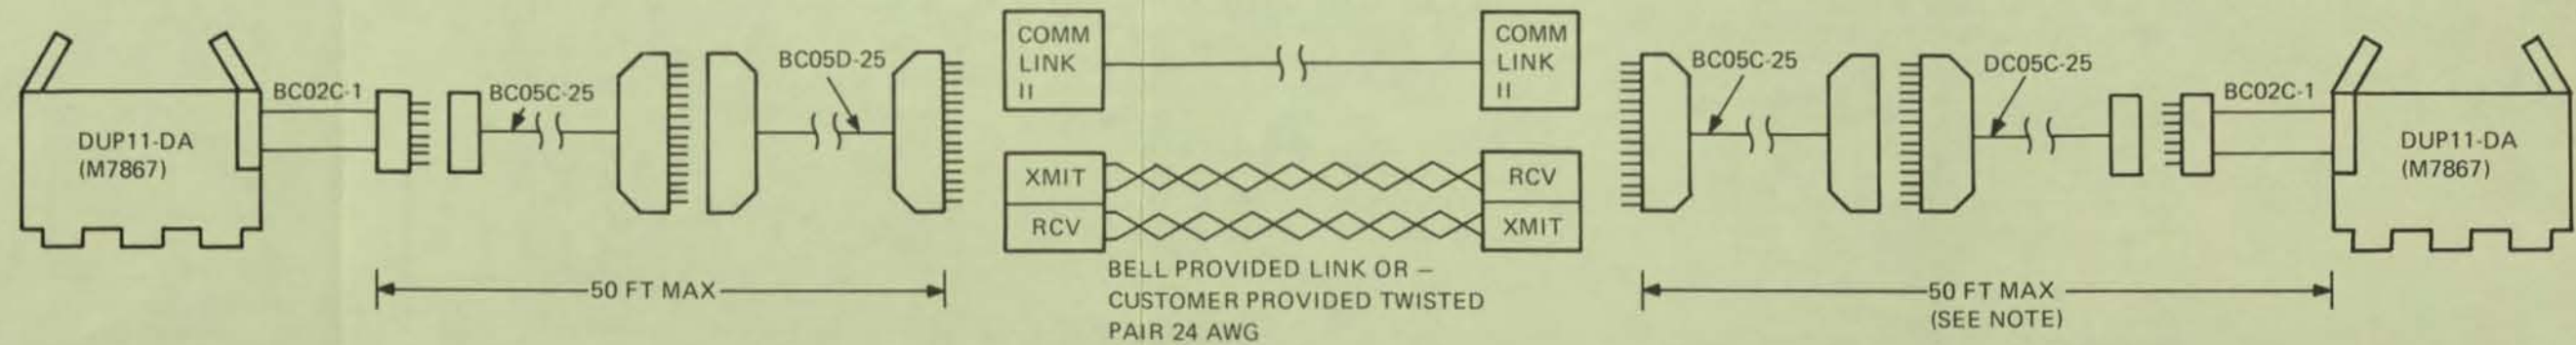 DUP11-DA
(M7867)
BC02C-1
BC05C-25
BC05D-25
50 FT MAX
COMM
LINK
II
COMM
LINK
II
XMIT
RCV
RCV
XMIT
BELL PROVIDED LINK OR –
CUSTOMER PROVIDED TWISTED
PAIR 24 AWG
BC05C-25
DC05C-25
BC02C-1
DUP11-DA
(M7867)
50 FT MAX
(SEE NOTE)